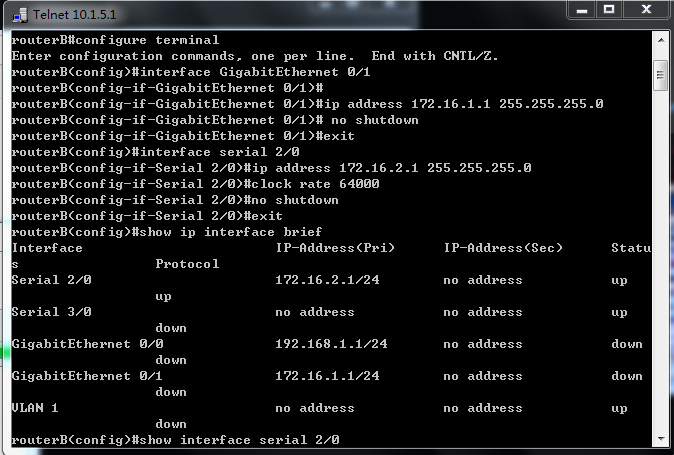 Telnet 10.1.5.1
routerB#configure terminal
Enter configuration commands, one per line.  End with CNTL/Z.
routerB(config)#interface GigabitEthernet 0/1
routerB(config-if-GigabitEthernet 0/1)#
routerB(config-if-GigabitEthernet 0/1)#ip address 172.16.1.1 255.255.255.0
routerB(config-if-GigabitEthernet 0/1)# no shutdown
routerB(config-if-GigabitEthernet 0/1)#exit
routerB(config)#interface serial 2/0
routerB(config-if-Serial 2/0)#ip address 172.16.2.1 255.255.255.0
routerB(config-if-Serial 2/0)#clock rate 64000
routerB(config-if-Serial 2/0)#no shutdown
routerB(config-if-Serial 2/0)#exit
routerB(config)#show ip interface brief
Interface                        IP-Address(Pri)      IP-Address(Sec)      Statu
s                 Protocol
Serial 2/0                       172.16.2.1/24        no address           up
                  up
Serial 3/0                       no address           no address           up
                  down
GigabitEthernet 0/0              192.168.1.1/24       no address           down
                  down
GigabitEthernet 0/1              172.16.1.1/24        no address           down
                  down
VLAN 1                           no address           no address           up
                  down
routerB(config)#show interface serial 2/0